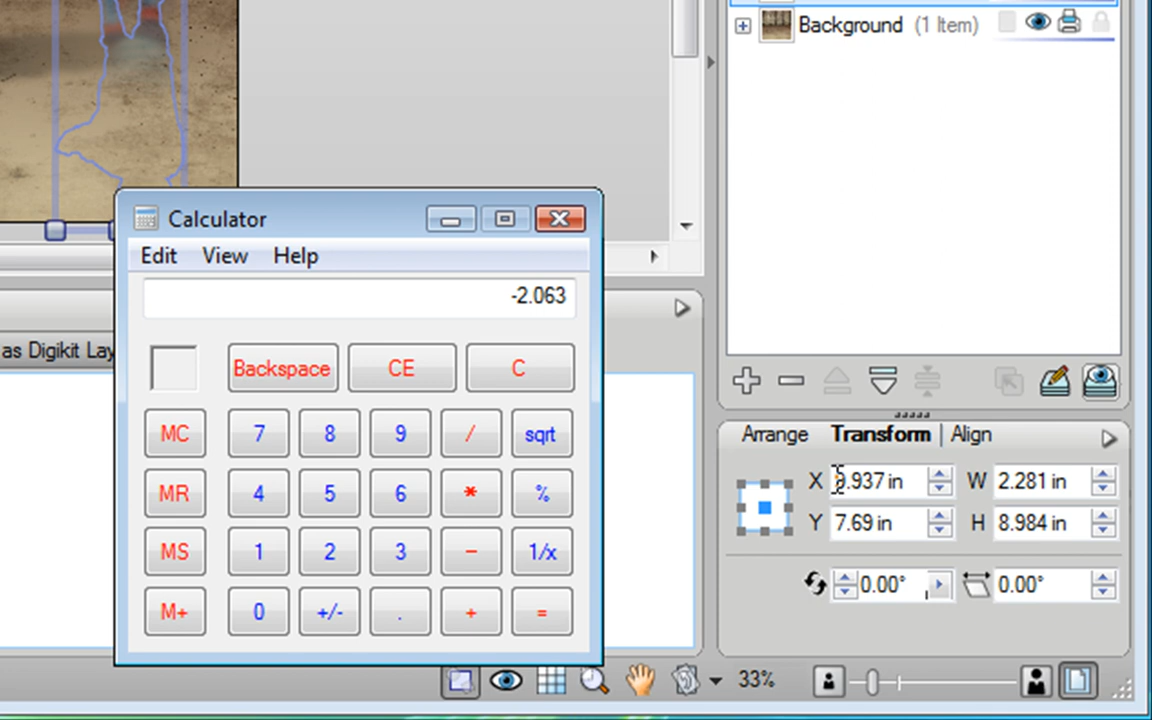 Background (1 Item)
Calculator
Edit View Help
-2.063
as Digikit Lay
Backspace CE C
MC 7 8 9 / sqrt
MR 4 5 6 * %
MS 1 2 3 - 1/x
M+ 0 +/- . + =
Arrange Transform | Align
X .937 in W 2.281 in
Y 7.69 in H 8.984 in
0.00° 0.00°
33%